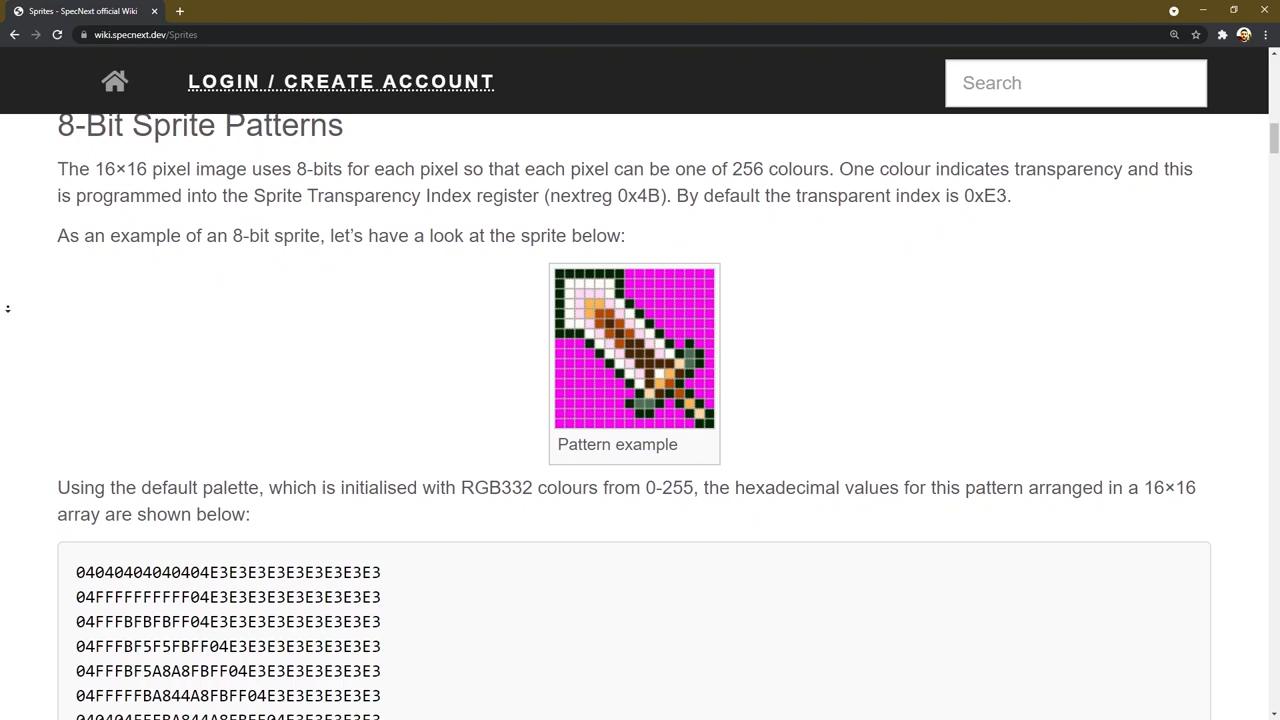 Sprites - SpecNext official Wiki
wiki.specnext.dev/Sprites
LOGIN / CREATE ACCOUNT
Search
8-Bit Sprite Patterns
The 16×16 pixel image uses 8-bits for each pixel so that each pixel can be one of 256 colours. One colour indicates transparency and this
is programmed into the Sprite Transparency Index register (nextreg 0x4B). By default the transparent index is 0xE3.
As an example of an 8-bit sprite, let’s have a look at the sprite below:
Pattern example
Using the default palette, which is initialised with RGB332 colours from 0-255, the hexadecimal values for this pattern arranged in a 16×16
array are shown below:
04040404040404E3E3E3E3E3E3E3E3E3
04FFFFFFFFFF04E3E3E3E3E3E3E3E3E3
04FFFBFBFBFF04E3E3E3E3E3E3E3E3E3
04FFFBF5F5FBFF04E3E3E3E3E3E3E3E3
04FFFBF5A8A8FBFF04E3E3E3E3E3E3E3
04FFFFFBA844A8FBFF04E3E3E3E3E3E3
040404FFFBA844A8FBFF04E3E3E3E3E3